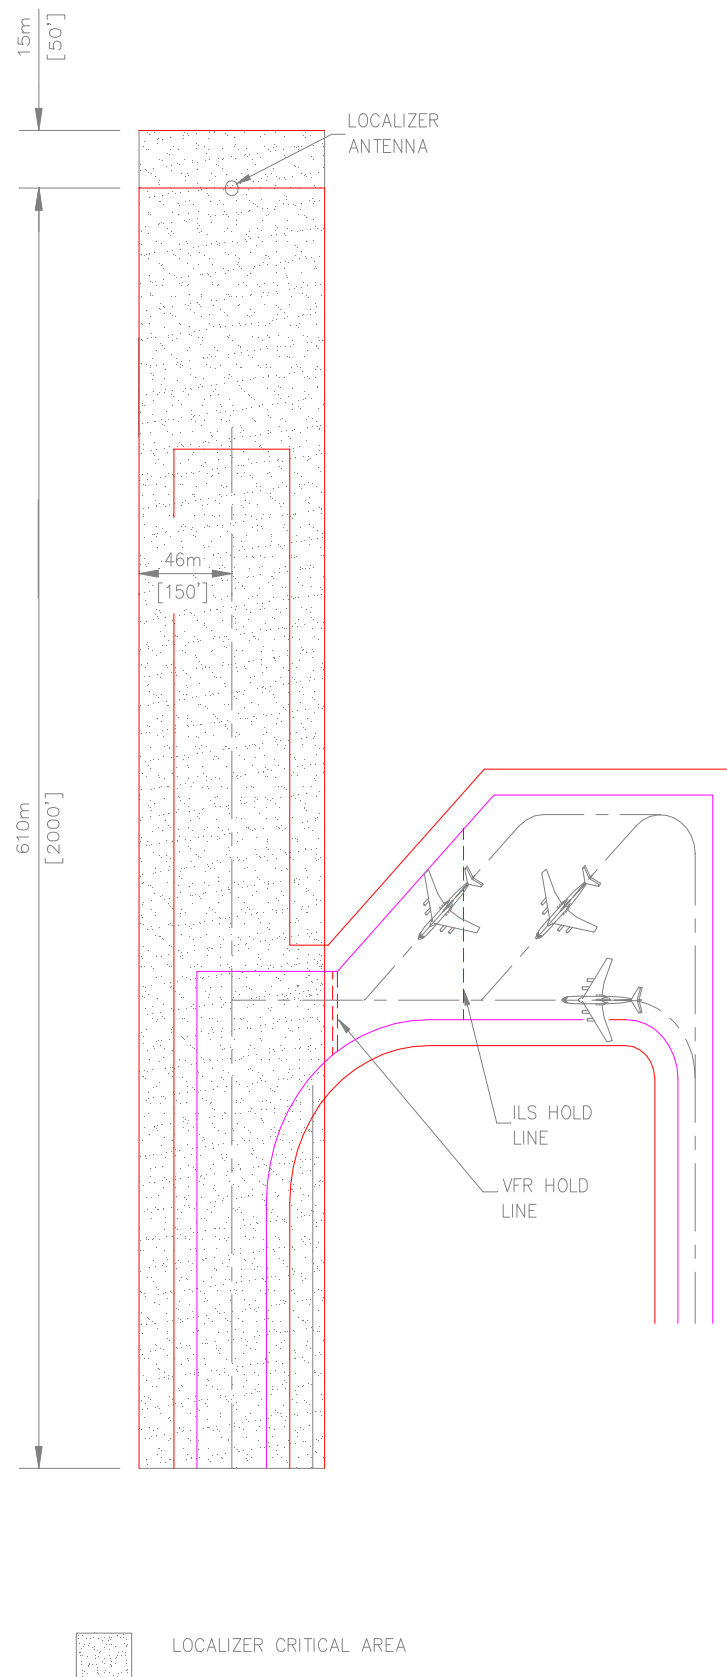 15m
[50']
LOCALIZER
ANTENNA
46m
[150']
610m
[2000']
ILS HOLD
LINE
VFR HOLD
LINE
LOCALIZER CRITICAL AREA